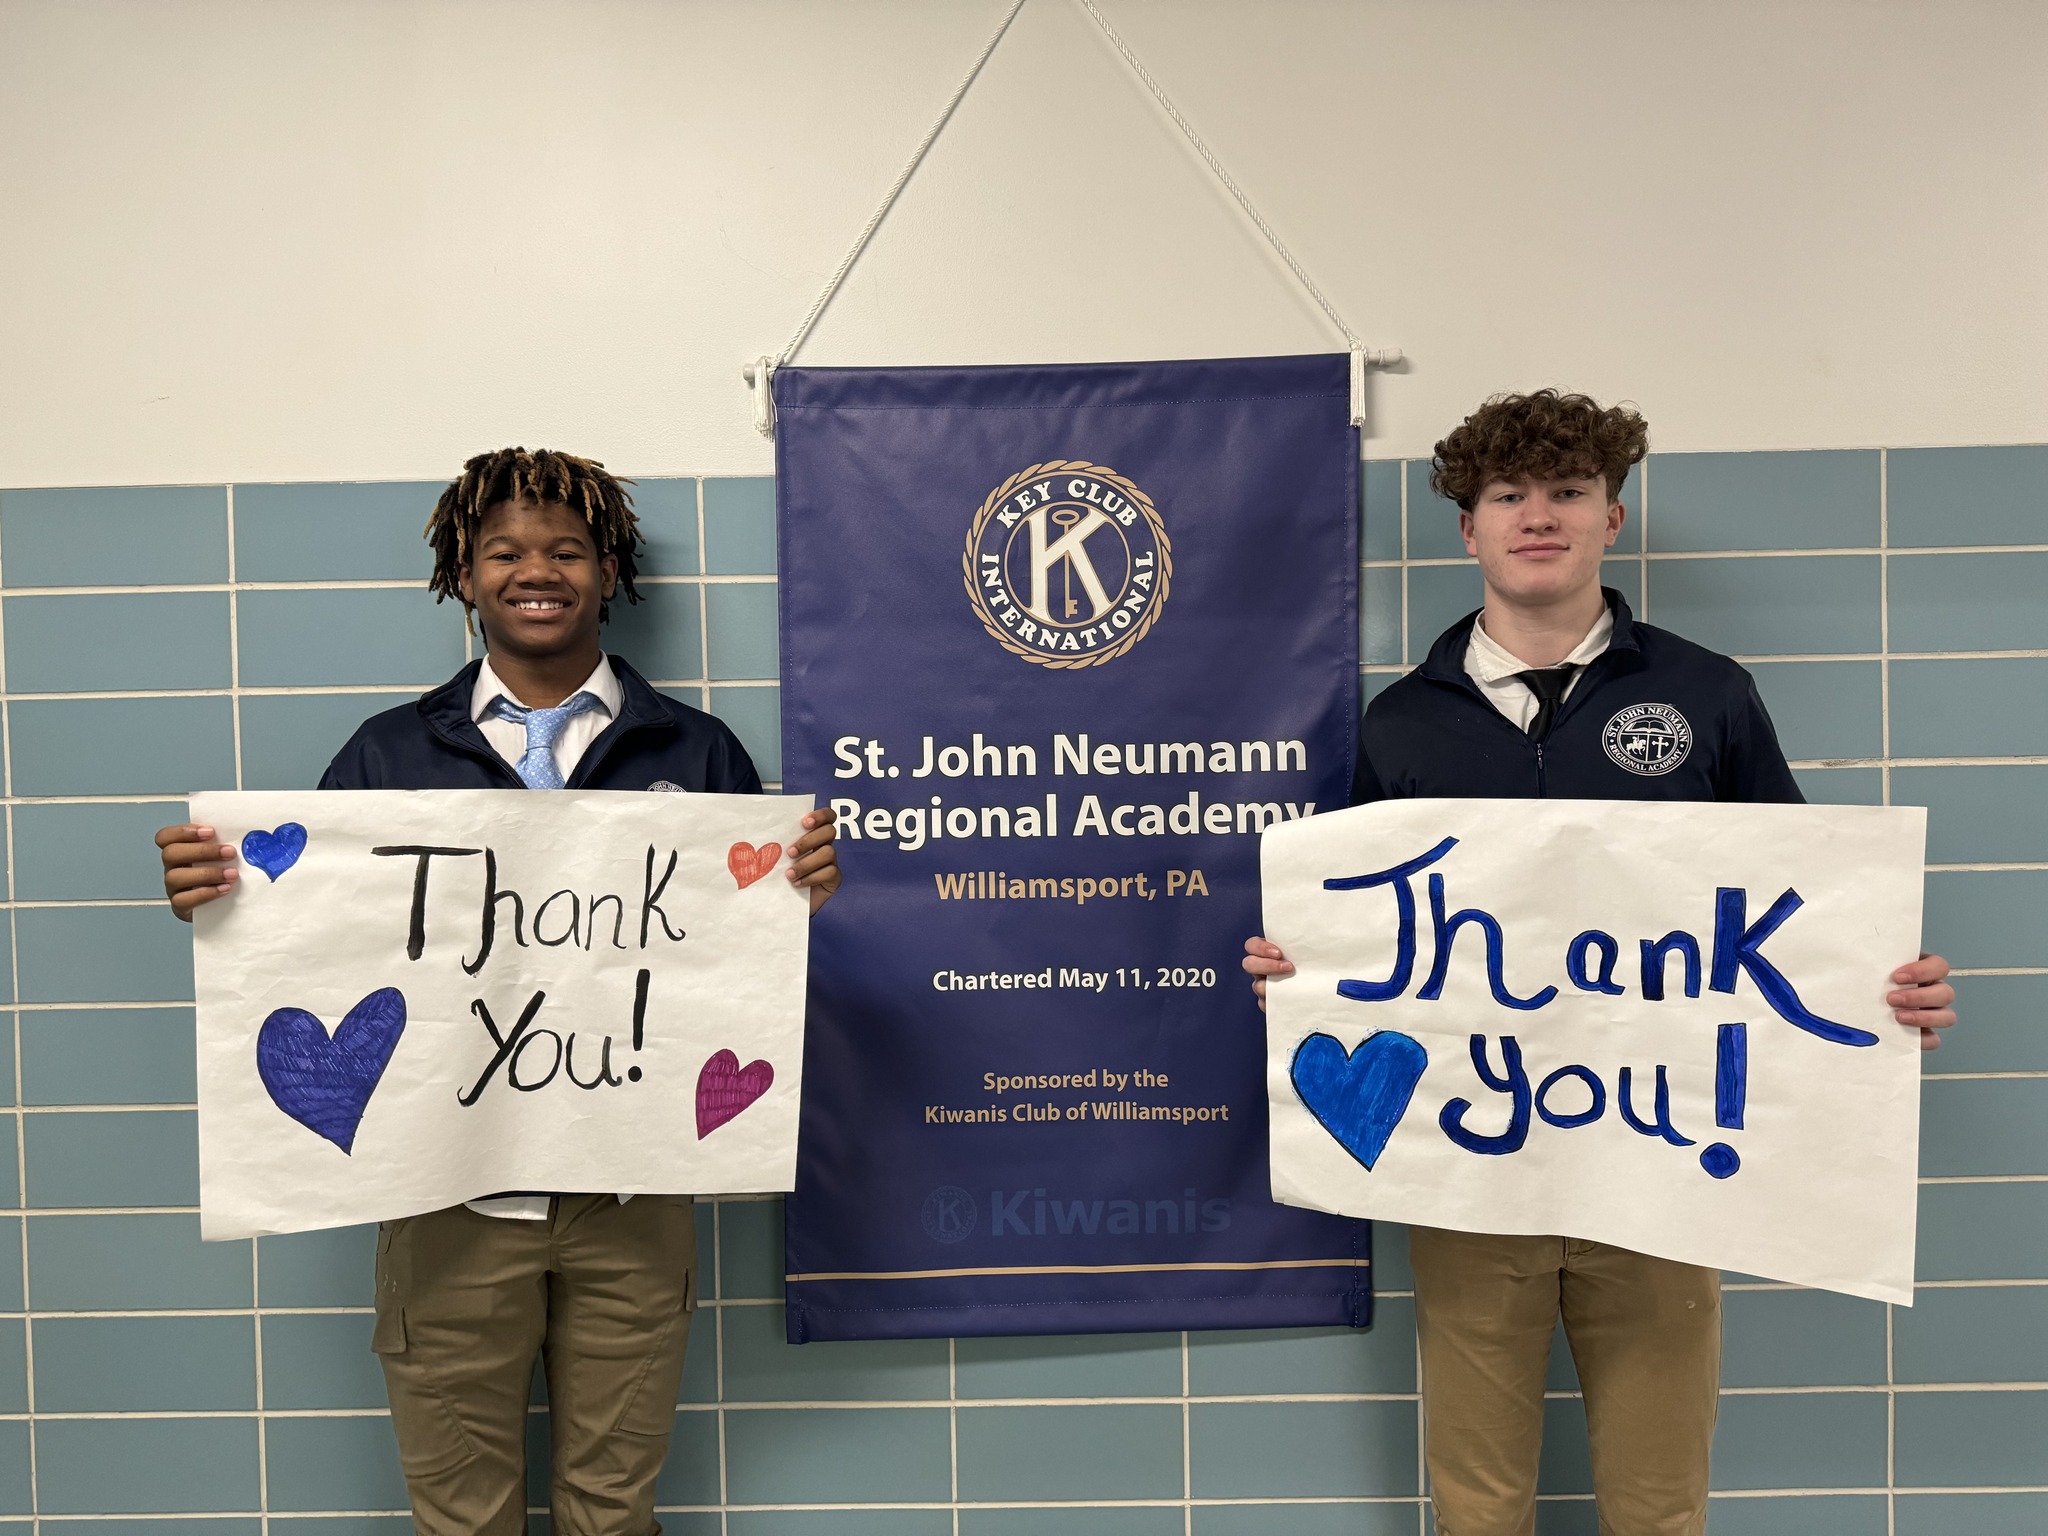 KEY CLUB
INTERNATIONAL
K
St. John Neumann
Regional Academy
Williamsport, PA
Chartered May 11, 2020
Sponsored by the
Kiwanis Club of Williamsport
K Kiwanis
Thank
You!
Thank
you!
ST. JOHN NEUMANN
REGIONAL ACADEMY